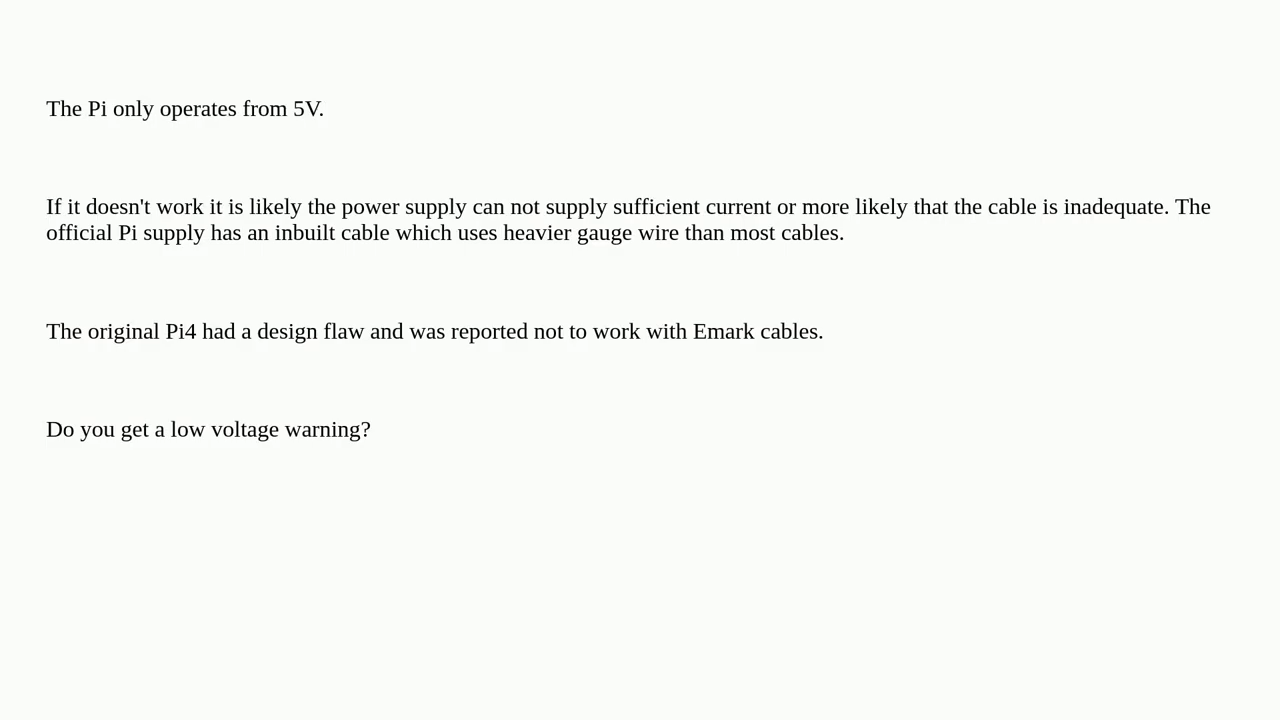 The Pi only operates from 5V.
If it doesn't work it is likely the power supply can not supply sufficient current or more likely that the cable is inadequate. The
official Pi supply has an inbuilt cable which uses heavier gauge wire than most cables.
The original Pi4 had a design flaw and was reported not to work with Emark cables.
Do you get a low voltage warning?